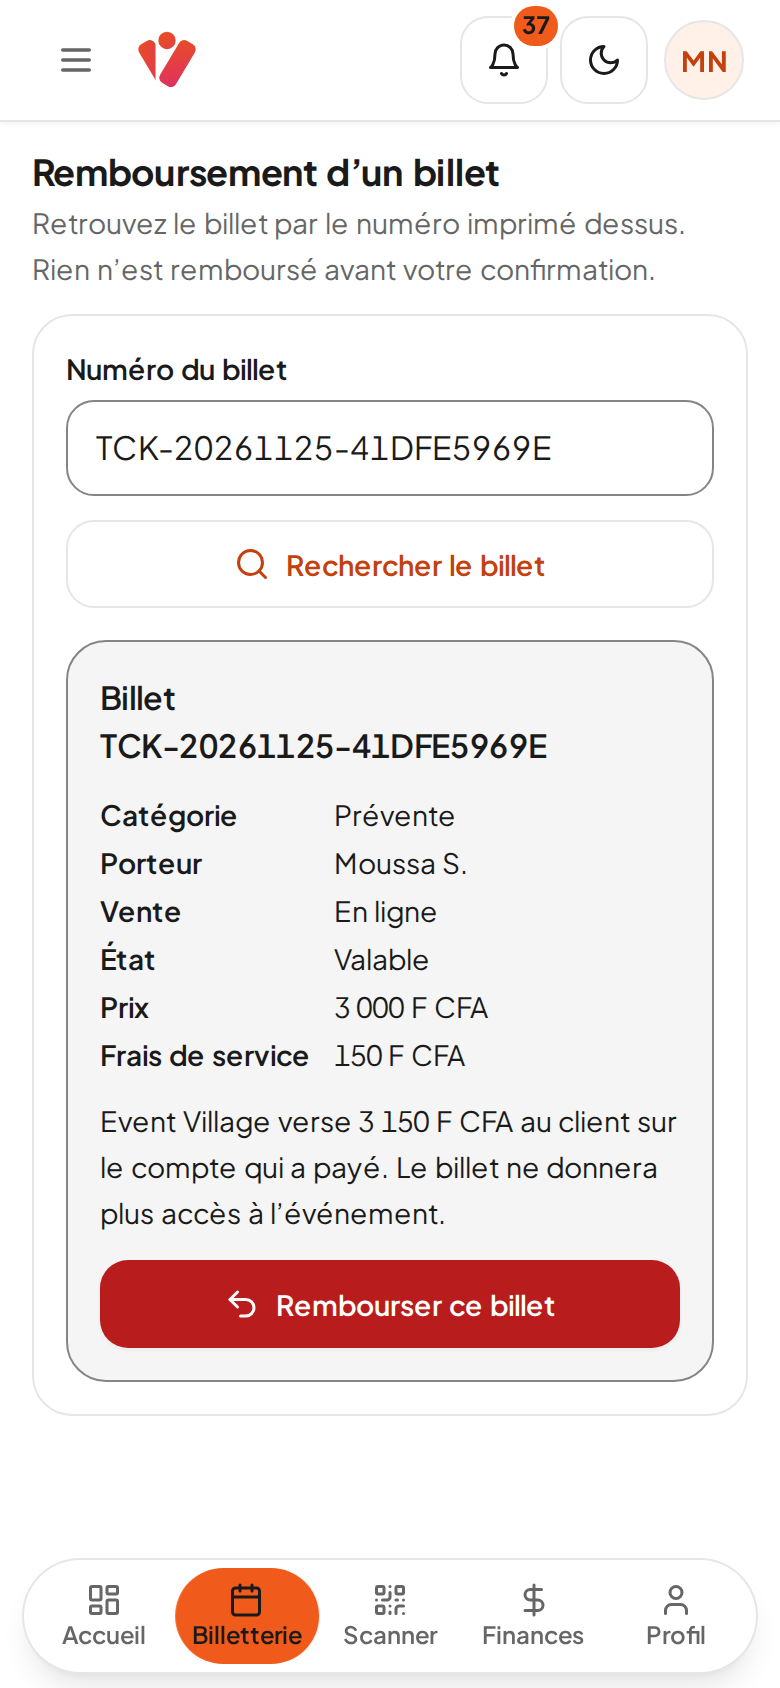 37
MN
Remboursement d’un billet
Retrouvez le billet par le numéro imprimé dessus.
Rien n’est remboursé avant votre confirmation.
Numéro du billet
TCK-20261125-41DFE5969E
Rechercher le billet
Billet
TCK-20261125-41DFE5969E
Catégorie Prévente
Porteur Moussa S.
Vente En ligne
État Valable
Prix 3 000 F CFA
Frais de service 150 F CFA
Event Village verse 3 150 F CFA au client sur
le compte qui a payé. Le billet ne donnera
plus accès à l’événement.
Rembourser ce billet
Accueil Billetterie Scanner Finances Profil